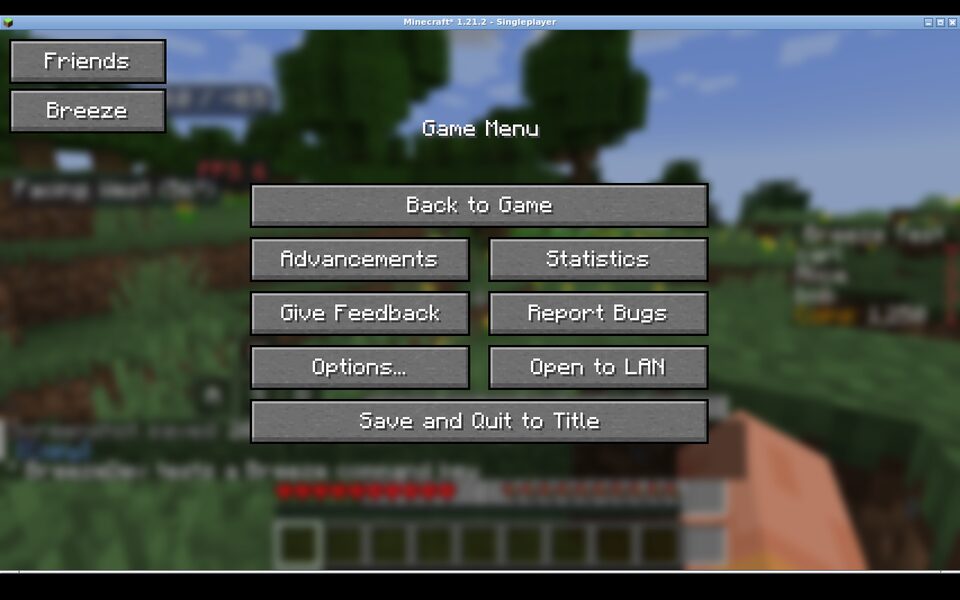 Minecraft* 1.21.2 - Singleplayer
Friends
Breeze
Game Menu
Back to Game
Advancements
Statistics
Give Feedback
Report Bugs
Options...
Open to LAN
Save and Quit to Title